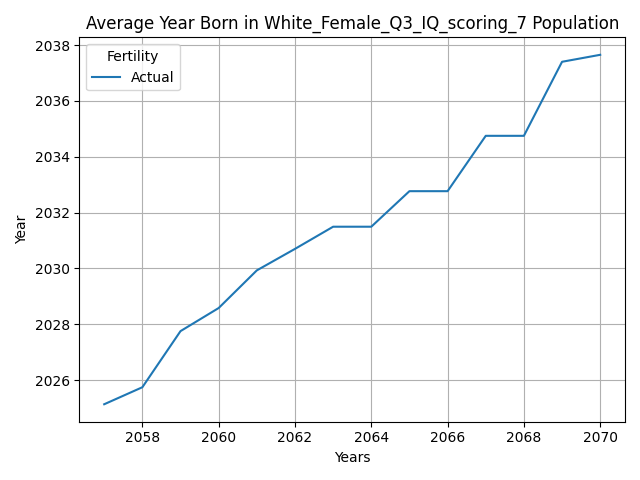 Average Year Born in White_Female_Q3_IQ_scoring_7 Population
Fertility
Actual
2038
2036
2034
2032
2030
2028
2026
Year
2058 2060 2062 2064 2066 2068 2070
Years